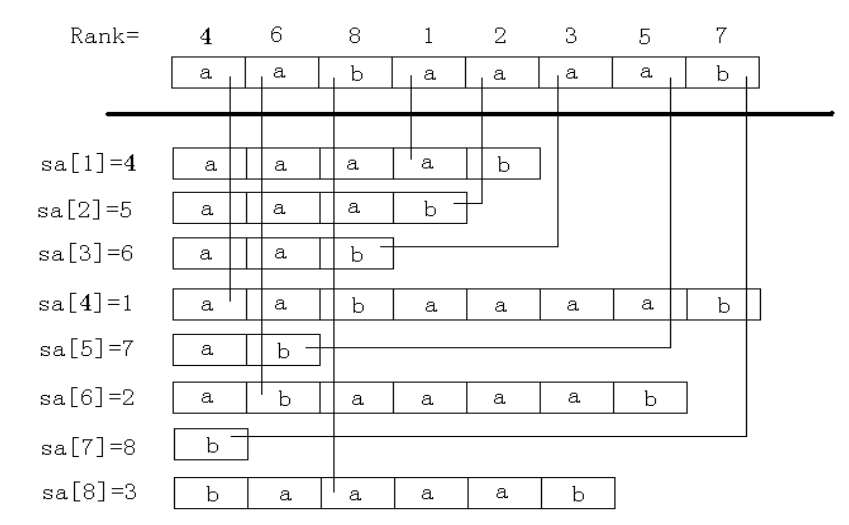 Rank= 4 6 8 1 2 3 5 7
a a b a a a a b
sa[1]=4 a a a a b
sa[2]=5 a a a b
sa[3]=6 a a b
sa[4]=1 a a b a a a a b
sa[5]=7 a b
sa[6]=2 a b a a a a b
sa[7]=8 b
sa[8]=3 b a a a a b